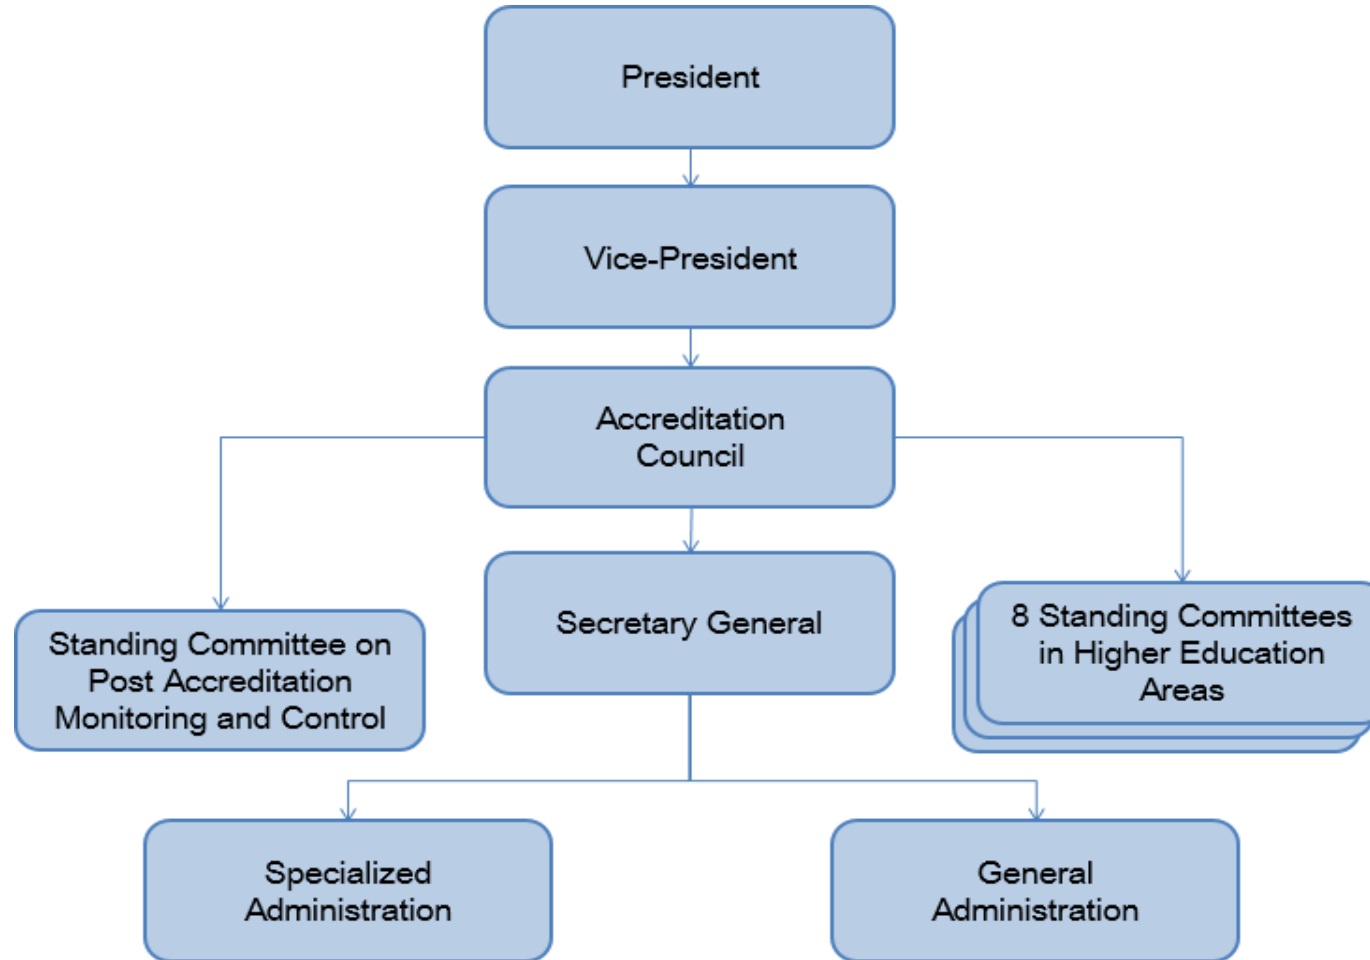 President
Vice-President
Accreditation
Council
Secretary General
Standing Committee on
Post Accreditation
Monitoring and Control
8 Standing Committees
in Higher Education
Areas
Specialized
Administration
General
Administration